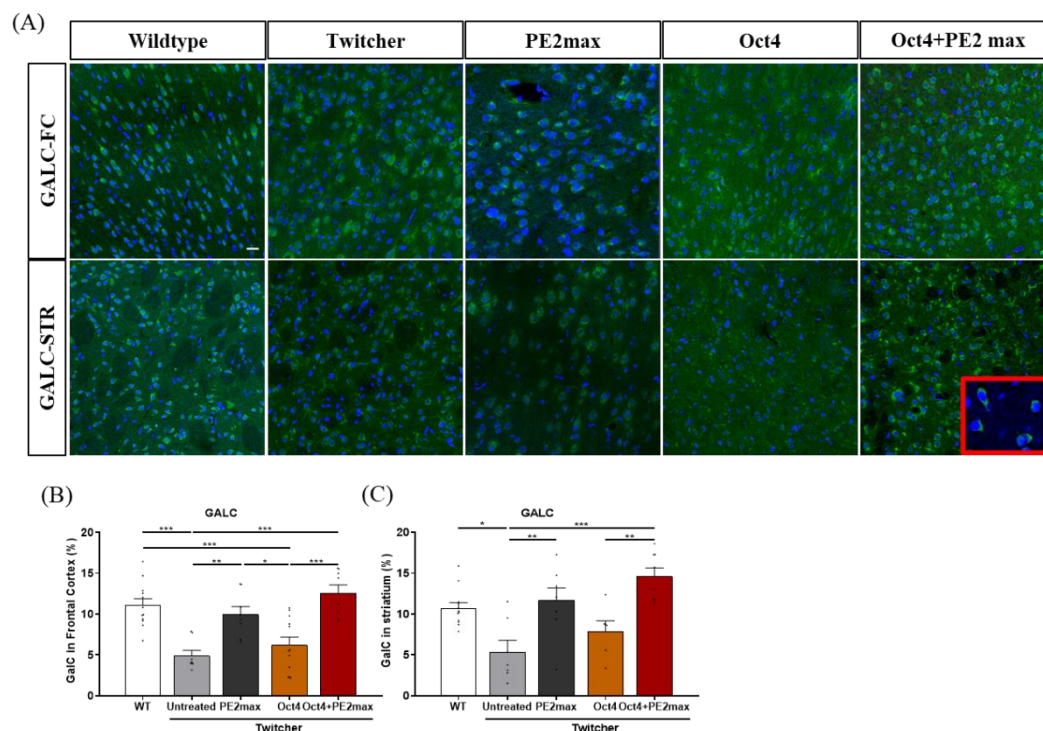 (A)
Wildtype Twitcher PE2max Oct4 Oct4+PE2 max
GALC-FC
GALC-STR
(B)
GALC
*** ***
***
** * ***
GalC in Frontal Cortex (%)
20
15
10
5
0
WT Untreated PE2max Oct4 Oct4+PE2max
Twitcher
(C)
GALC
* ***
** **
GalC in striatium (%)
20
15
10
5
0
WT Untreated PE2max Oct4 Oct4+PE2max
Twitcher